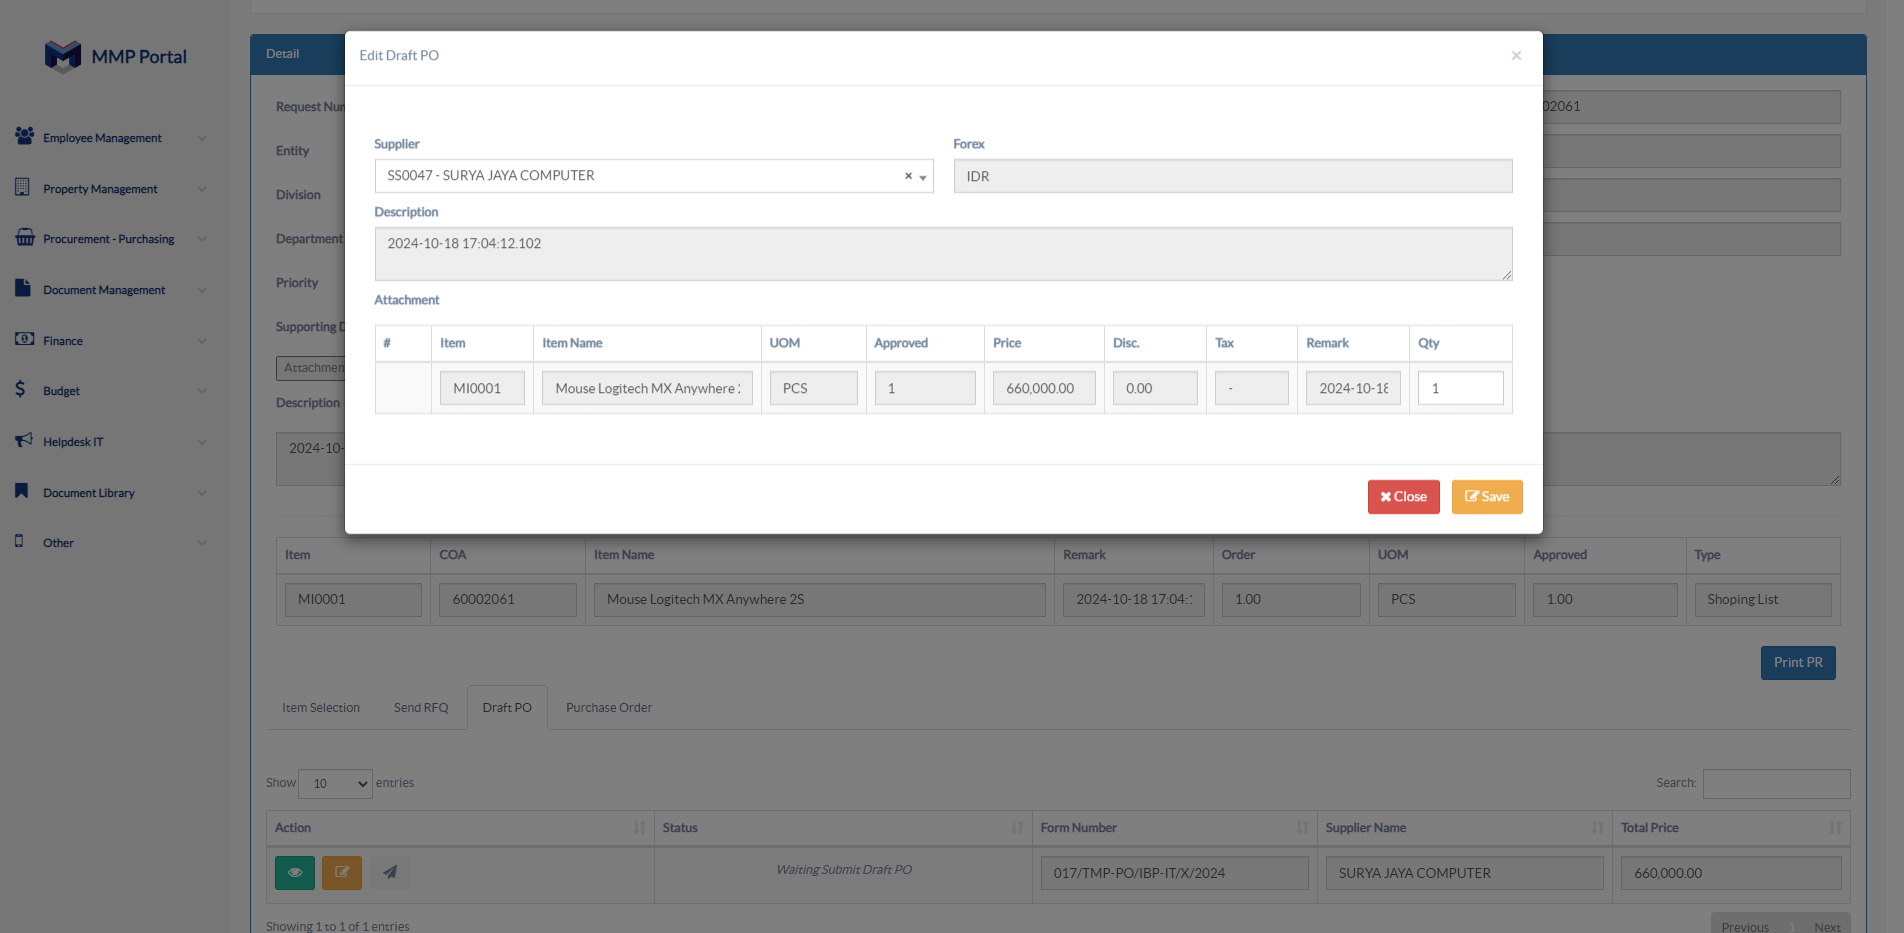 MMP Portal
Employee Management
Property Management
Procurement - Purchasing
Document Management
Finance
Budget
Helpdesk IT
Document Library
Other
Detail
Request Num
02061
Entity
Division
Department
Priority
Supporting D
Attachmen
Description
2024-10-
Edit Draft PO
×
Supplier
Forex
SS0047 - SURYA JAYA COMPUTER
×
IDR
Description
2024-10-18 17:04:12.102
Attachment
# Item Item Name UOM Approved Price Disc. Tax Remark Qty
MI0001 Mouse Logitech MX Anywhere 2 PCS 1 660,000.00 0.00 - 2024-10-18 1
Close Save
Item COA Item Name Remark Order UOM Approved Type
MI0001 60002061 Mouse Logitech MX Anywhere 2S 2024-10-18 17:04:1 1.00 PCS 1.00 Shoping List
Print PR
Item Selection Send RFQ Draft PO Purchase Order
Show 10 entries Search:
Action Status Form Number Supplier Name Total Price
Waiting Submit Draft PO 017/TMP-PO/IBP-IT/X/2024 SURYA JAYA COMPUTER 660,000.00
Showing 1 to 1 of 1 entries Previous 1 Next